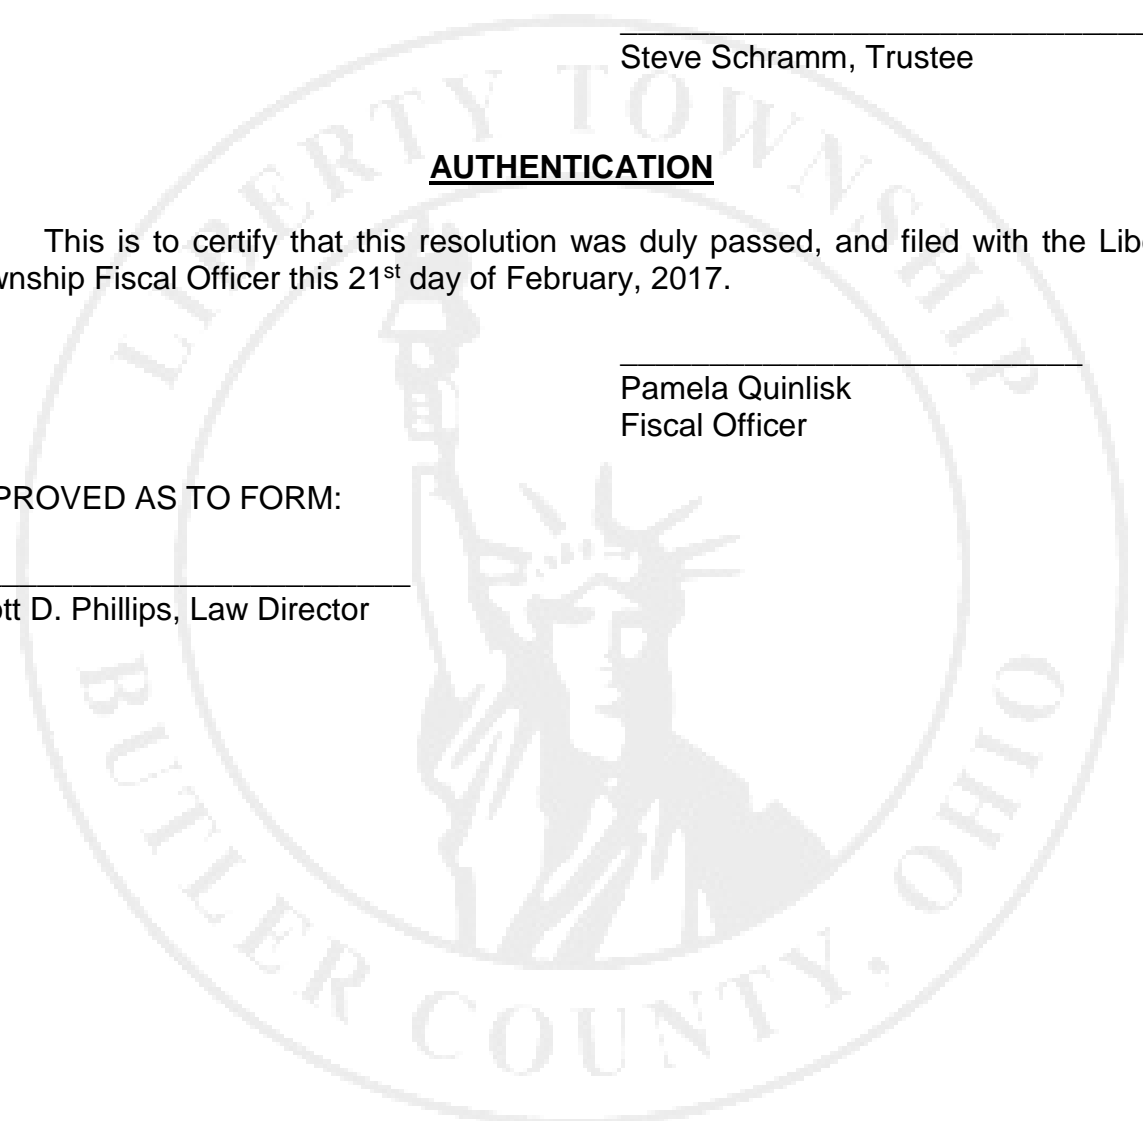 Steve Schramm, Trustee
AUTHENTICATION
This is to certify that this resolution was duly passed, and filed with the Libe
wnship Fiscal Officer this 21st day of February, 2017.
Pamela Quinlisk
Fiscal Officer
PROVED AS TO FORM:
tt D. Phillips, Law Director
LIBERTY TOWNSHIP
BUTLER COUNTY, OHIO